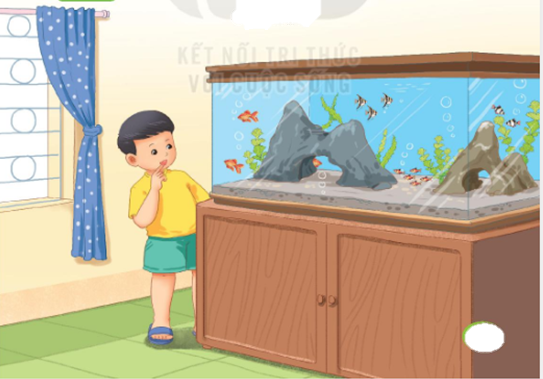 KẾT NỐI TRI THỨC
VỚI CUỘC SỐNG